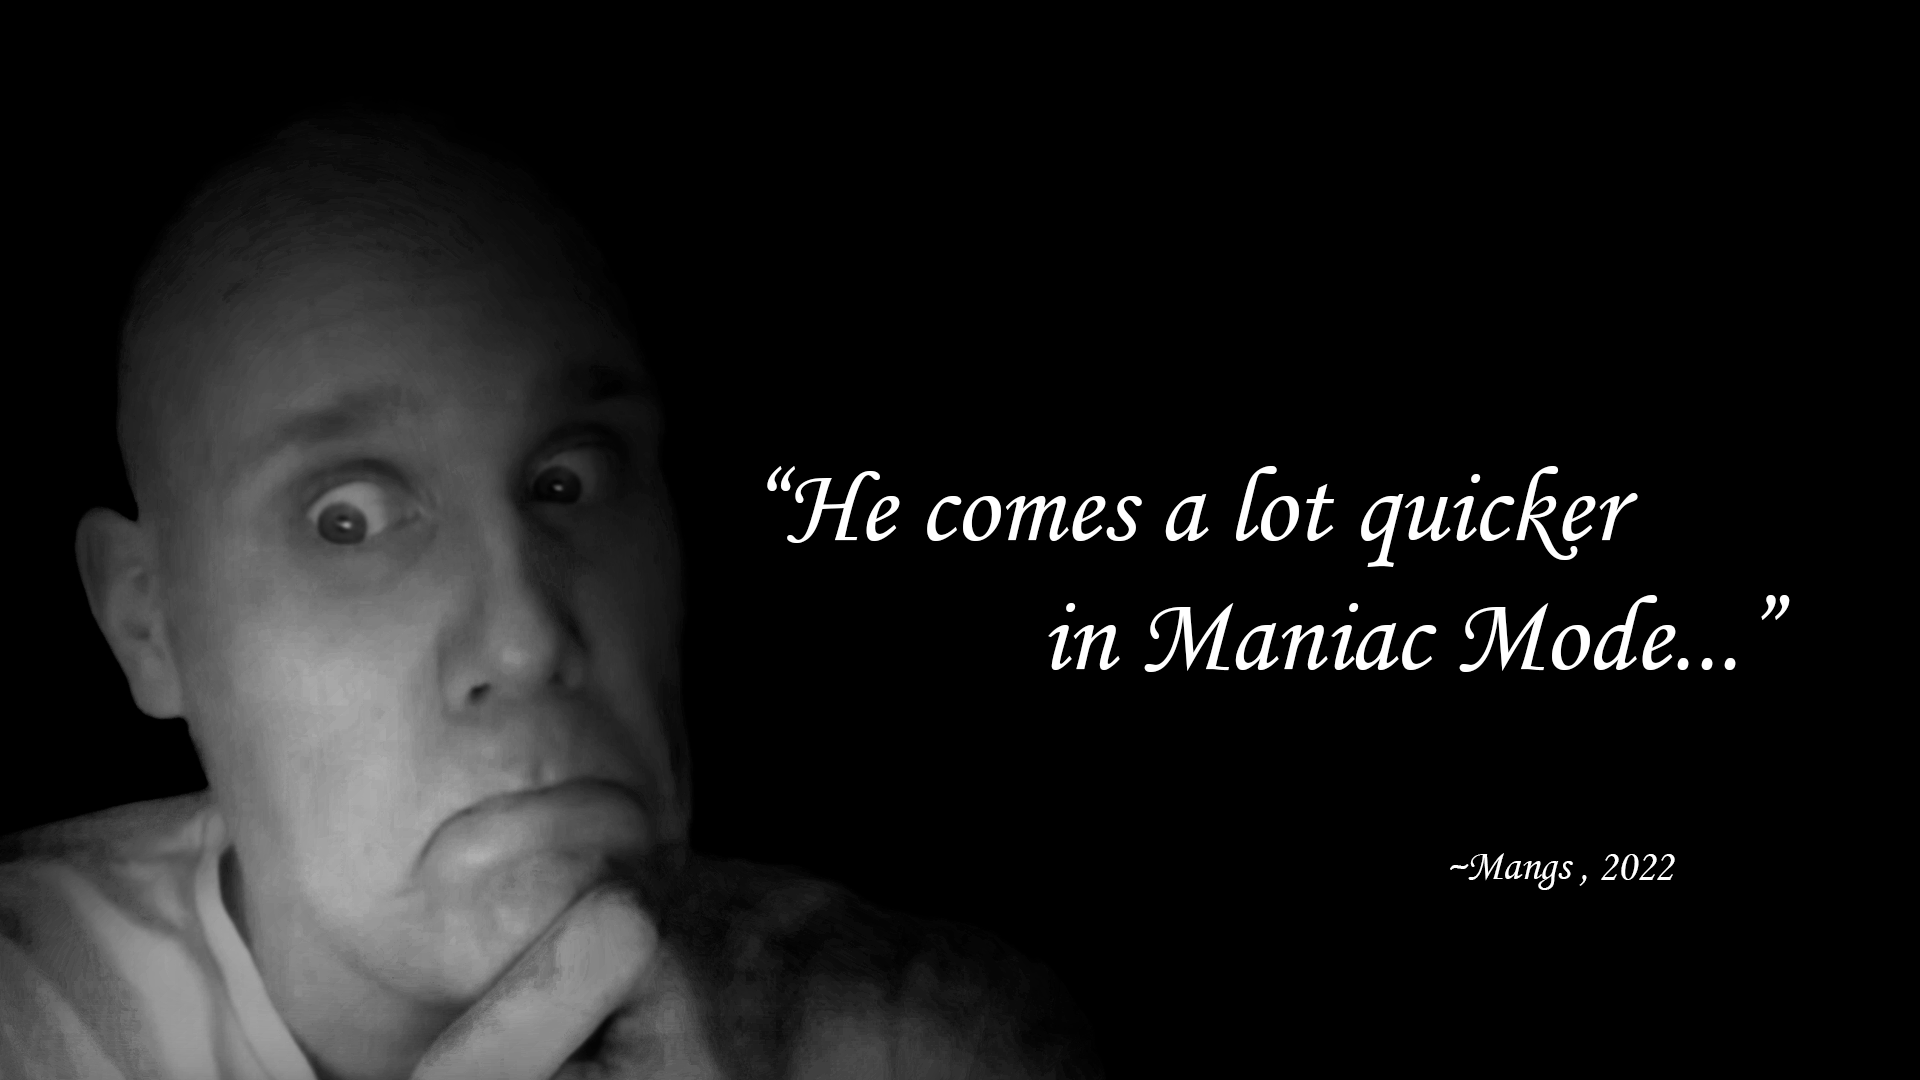 “He comes a lot quicker
in Maniac Mode... ”
~Mangs , 2022